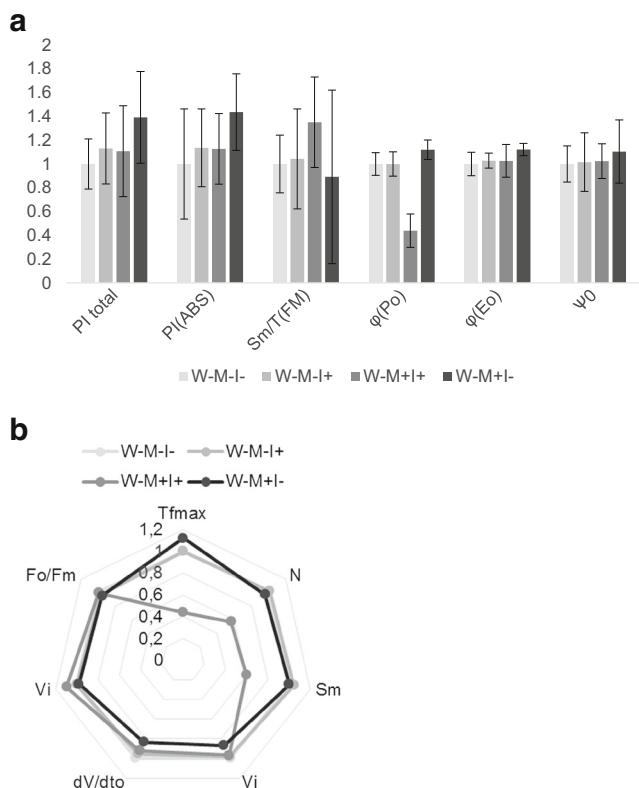 a
2
1.8
1.6
1.4
1.2
1
0.8
0.6
0.4
0.2
0
PI total PI(ABS) Sm/T(FM) φ(Po) φ(Eo) Ψ0
W-M-I- W-M-I+ W-M+I+ W-M+I-
b
W-M-I- W-M-I+
W-M+I+ W-M+I-
Tfmax
1,2
1
0,8
0,6
0,4
0,2
0
N
Sm
Vi
dV/dto
Vi
Fo/Fm